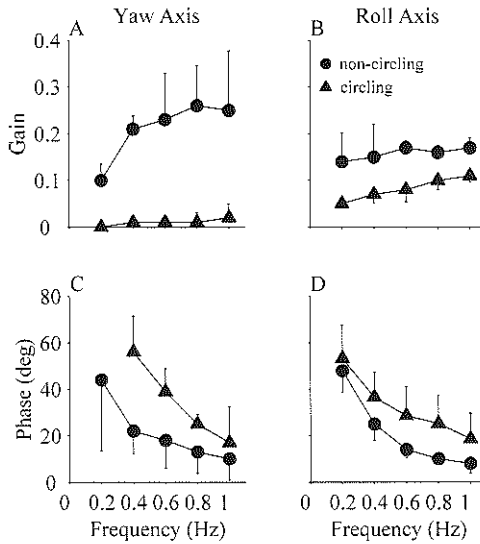 Yaw Axis
Roll Axis
A
B
0.4
0.3
0.2
0.1
0
Gain
non-circling
circling
C
D
80
60
40
20
0
Phase (deg)
0 0.2 0.4 0.6 0.8 1
0 0.2 0.4 0.6 0.8 1
Frequency (Hz)
Frequency (Hz)